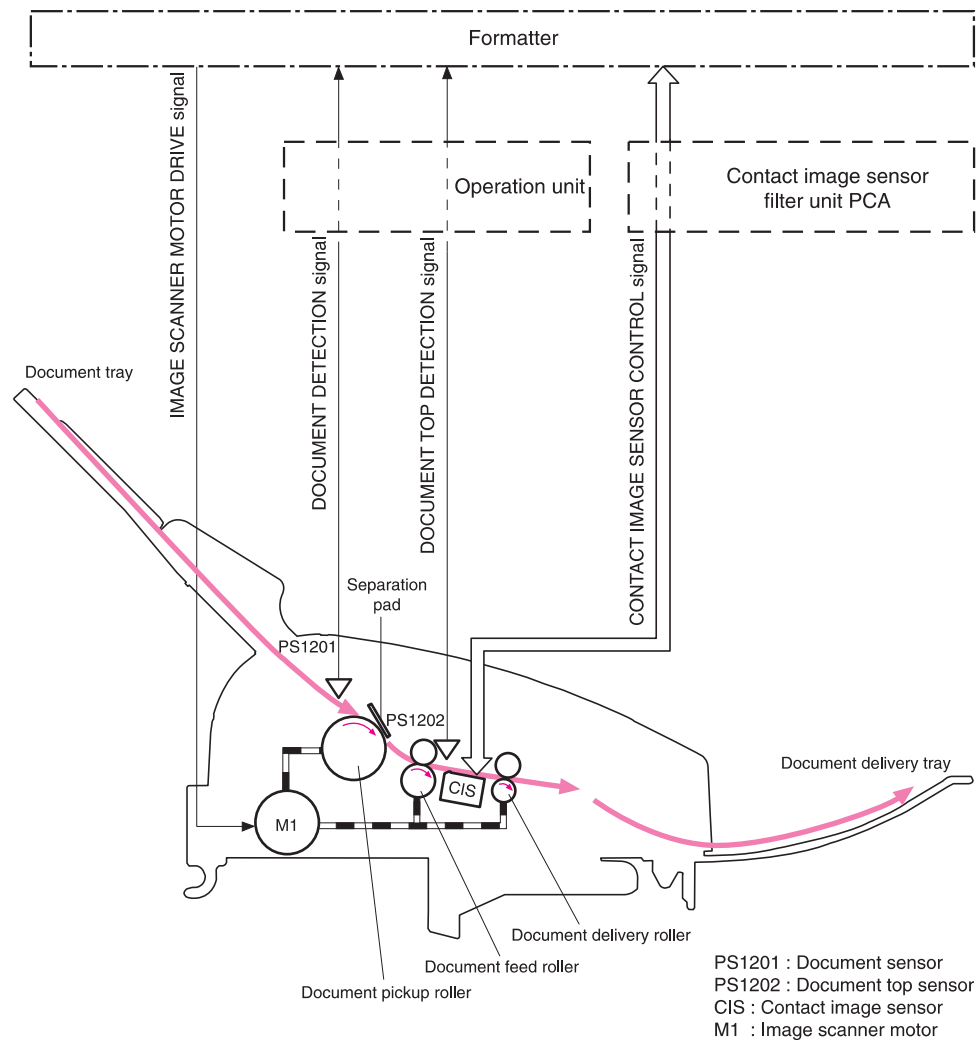 Formatter
Operation unit
Contact image sensor
filter unit PCA
IMAGE SCANNER MOTOR DRIVE signal
DOCUMENT DETECTION signal
DOCUMENT TOP DETECTION signal
CONTACT IMAGE SENSOR CONTROL signal
Document tray
Separation
pad
PS1201
PS1202
CIS
M1
Document delivery tray
Document delivery roller
Document feed roller
Document pickup roller
PS1201 : Document sensor
PS1202 : Document top sensor
CIS : Contact image sensor
M1 : Image scanner motor